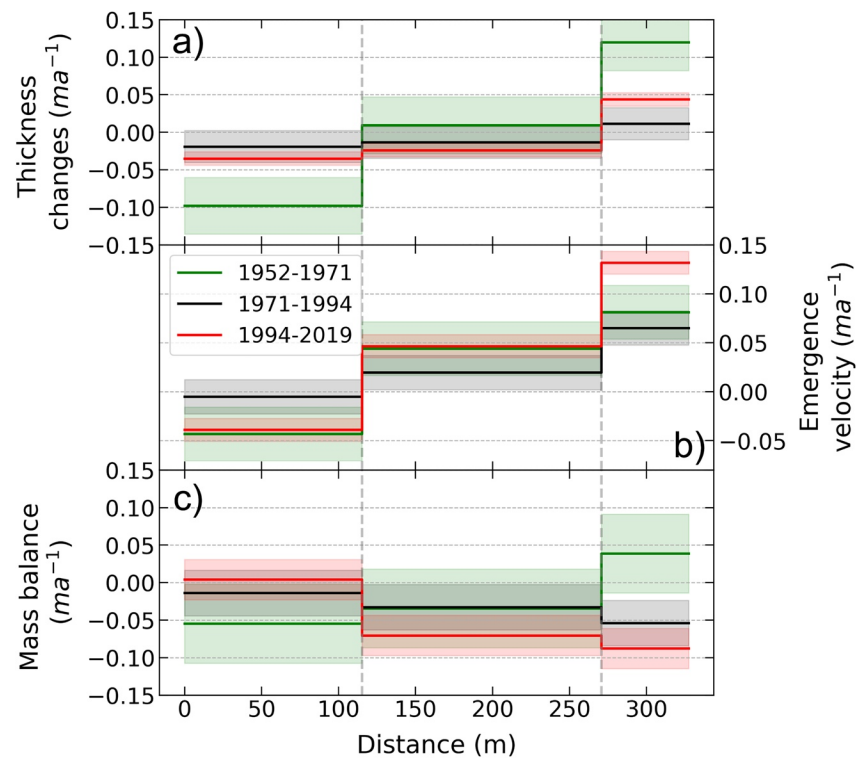 a)
Thickness
changes (ma⁻¹)
0.15
0.10
0.05
0.00
−0.05
−0.10
−0.15
1952-1971
1971-1994
1994-2019
0.15
0.10
0.05
0.00
−0.05
Emergence
velocity (ma⁻¹)
b)
c)
Mass balance
(ma⁻¹)
0.15
0.10
0.05
0.00
−0.05
−0.10
−0.15
0 50 100 150 200 250 300
Distance (m)